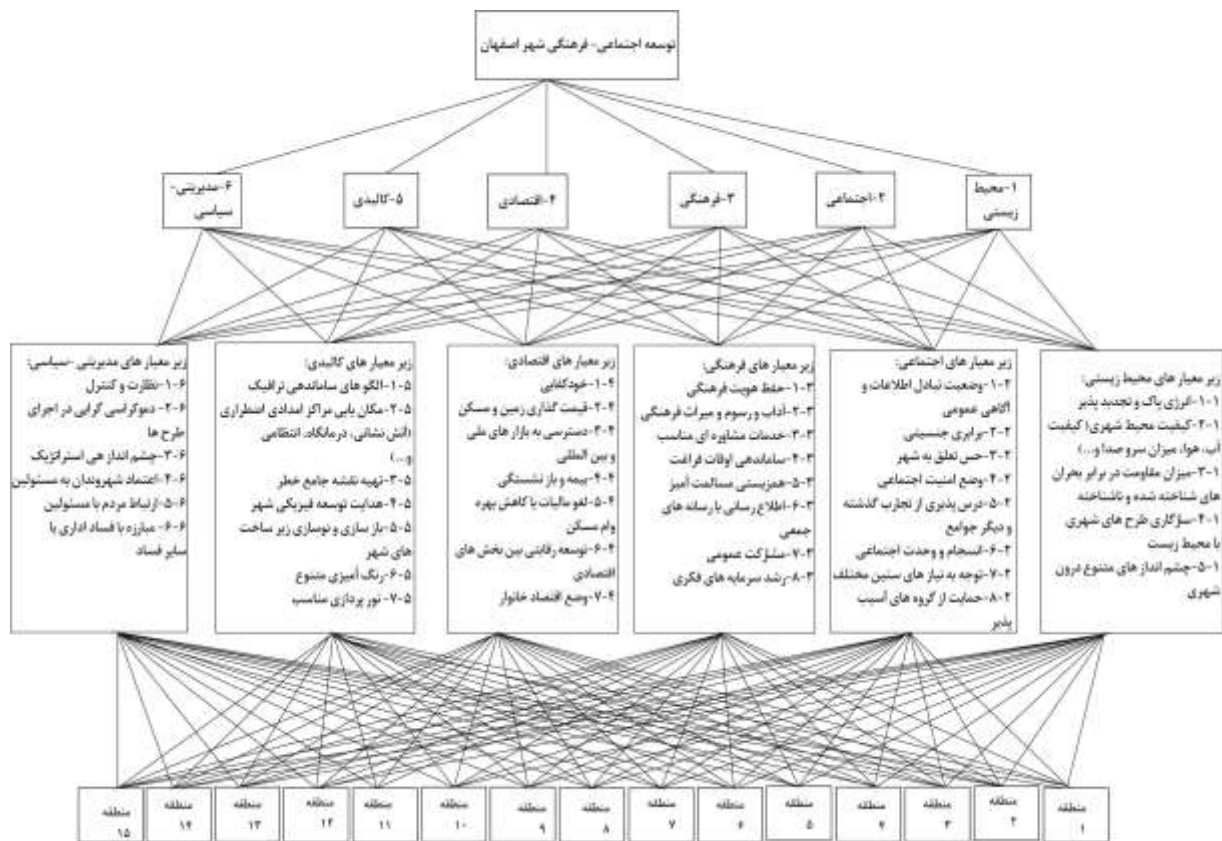 توسعه اجتماعی- فرهنگی شهر اصفهان
۱-محیط
زیستی
۲-اجتماعی
۳-فرهنگی
۴-اقتصادی
۵-کالبدی
۶-مدیریتی-
سیاسی
زیر معیار های محیط زیستی:
۱-۱-انرژی پاک و تجدید پذیر
۲-۱-کیفیت محیط شهری( کیفیت
آب، هوا، میزان سرو صدا و...)
۳-۱-میزان مقاومت در برابر بحران
های شناخته شده و ناشناخته
۴-۱-سازگاری طرح های شهری
با محیط زیست
۵-۱-چشم انداز های متنوع درون
شهری
زیر معیار های اجتماعی:
۱-۲-وضعیت تبادل اطلاعات و
آگاهی عمومی
۲-۲-برابری جنسیتی
۳-۲-حس تعلق به شهر
۴-۲-وضع امنیت اجتماعی
۵-۲-درس پذیری از تجارب گذشته
و دیگر جوامع
۶-۲-انسجام و وحدت اجتماعی
۷-۲-توجه به نیاز های سنین مختلف
۸-۲-حمایت از گروه های آسیب
پذیر
زیر معیار های فرهنگی:
۱-۳-حفظ هویت فرهنگی
۲-۳-آداب و رسوم و میراث فرهنگی
۳-۳-خدمات مشاوره ای مناسب
۴-۳-ساماندهی اوقات فراغت
۵-۳-همزیستی مسالمت آمیز
۶-۳-اطلاع رسانی با رسانه های
جمعی
۷-۳-مشارکت عمومی
۸-۳-رشد سرمایه های فکری
زیر معیار های اقتصادی:
۱-۴-خودکفایی
۲-۴-قیمت گذاری زمین و مسکن
۳-۴-دسترسی به بازار های ملی
و بین المللی
۴-۴-بیمه و باز نشستگی
۵-۴-لغو مالیات یا کاهش بهره
وام مسکن
۶-۴-توسعه رقابتی بین بخش های
اقتصادی
۷-۴-وضع اقتصاد خانوار
زیر معیار های کالبدی:
۱-۵-الگو های ساماندهی ترافیک
۲-۵-مکان یابی مراکز امدادی اضطراری
(آتش نشانی، درمانگاه، انتظامی
و...)
۳-۵-تهیه نقشه جامع خطر
۴-۵-هدایت توسعه فیزیکی شهر
۵-۵-باز سازی و نوسازی زیر ساخت
های شهر
۶-۵-رنگ آمیزی متنوع
۷-۵-نور پردازی مناسب
زیر معیار های مدیریتی -سیاسی:
۱-۶-نظارت و کنترل
۲-۶-دموکراسی گرایی در اجرای
طرح ها
۳-۶-چشم انداز هی استراتژیک
۴-۶-اعتماد شهروندان به مسئولین
۵-۶-ارتباط مردم با مسئولین
۶-۶-مبارزه با فساد اداری یا
سایر فساد
منطقه
۱
منطقه
۲
منطقه
۳
منطقه
۴
منطقه
۵
منطقه
۶
منطقه
۷
منطقه
۸
منطقه
۹
منطقه
۱۰
منطقه
۱۱
منطقه
۱۲
منطقه
۱۳
منطقه
۱۴
منطقه
۱۵